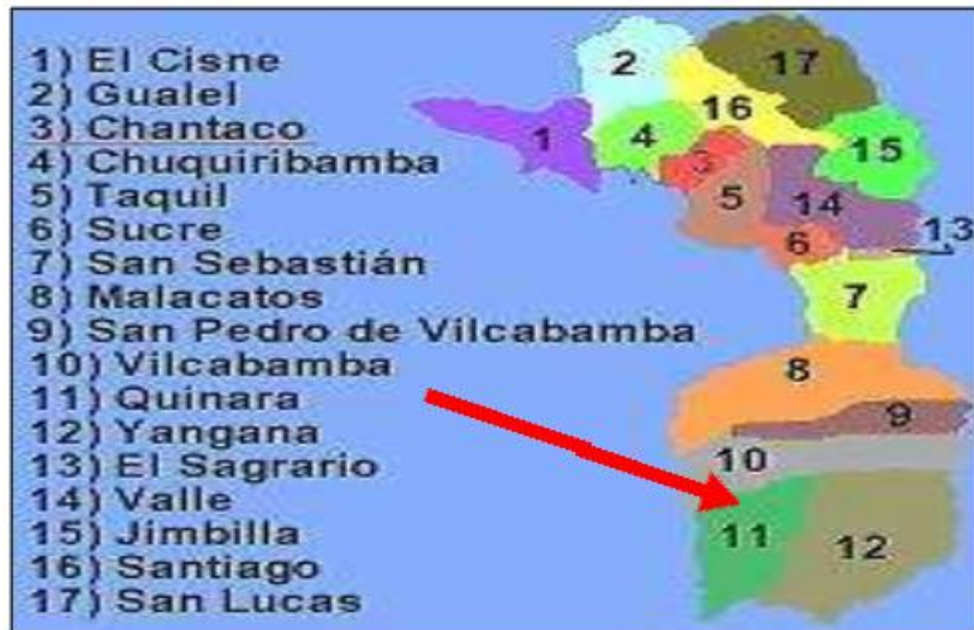 1) El Cisne
2) Gualel
3) Chantaco
4) Chuquiribamba
5) Taquil
6) Sucre
7) San Sebastián
8) Malacatos
9) San Pedro de Vilcabamba
10) Vilcabamba
11) Quinara
12) Yangana
13) El Sagrario
14) Valle
15) Jimbilla
16) Santiago
17) San Lucas
2
17
16
1
4
15
3
5
14
13
6
7
8
9
10
11
12